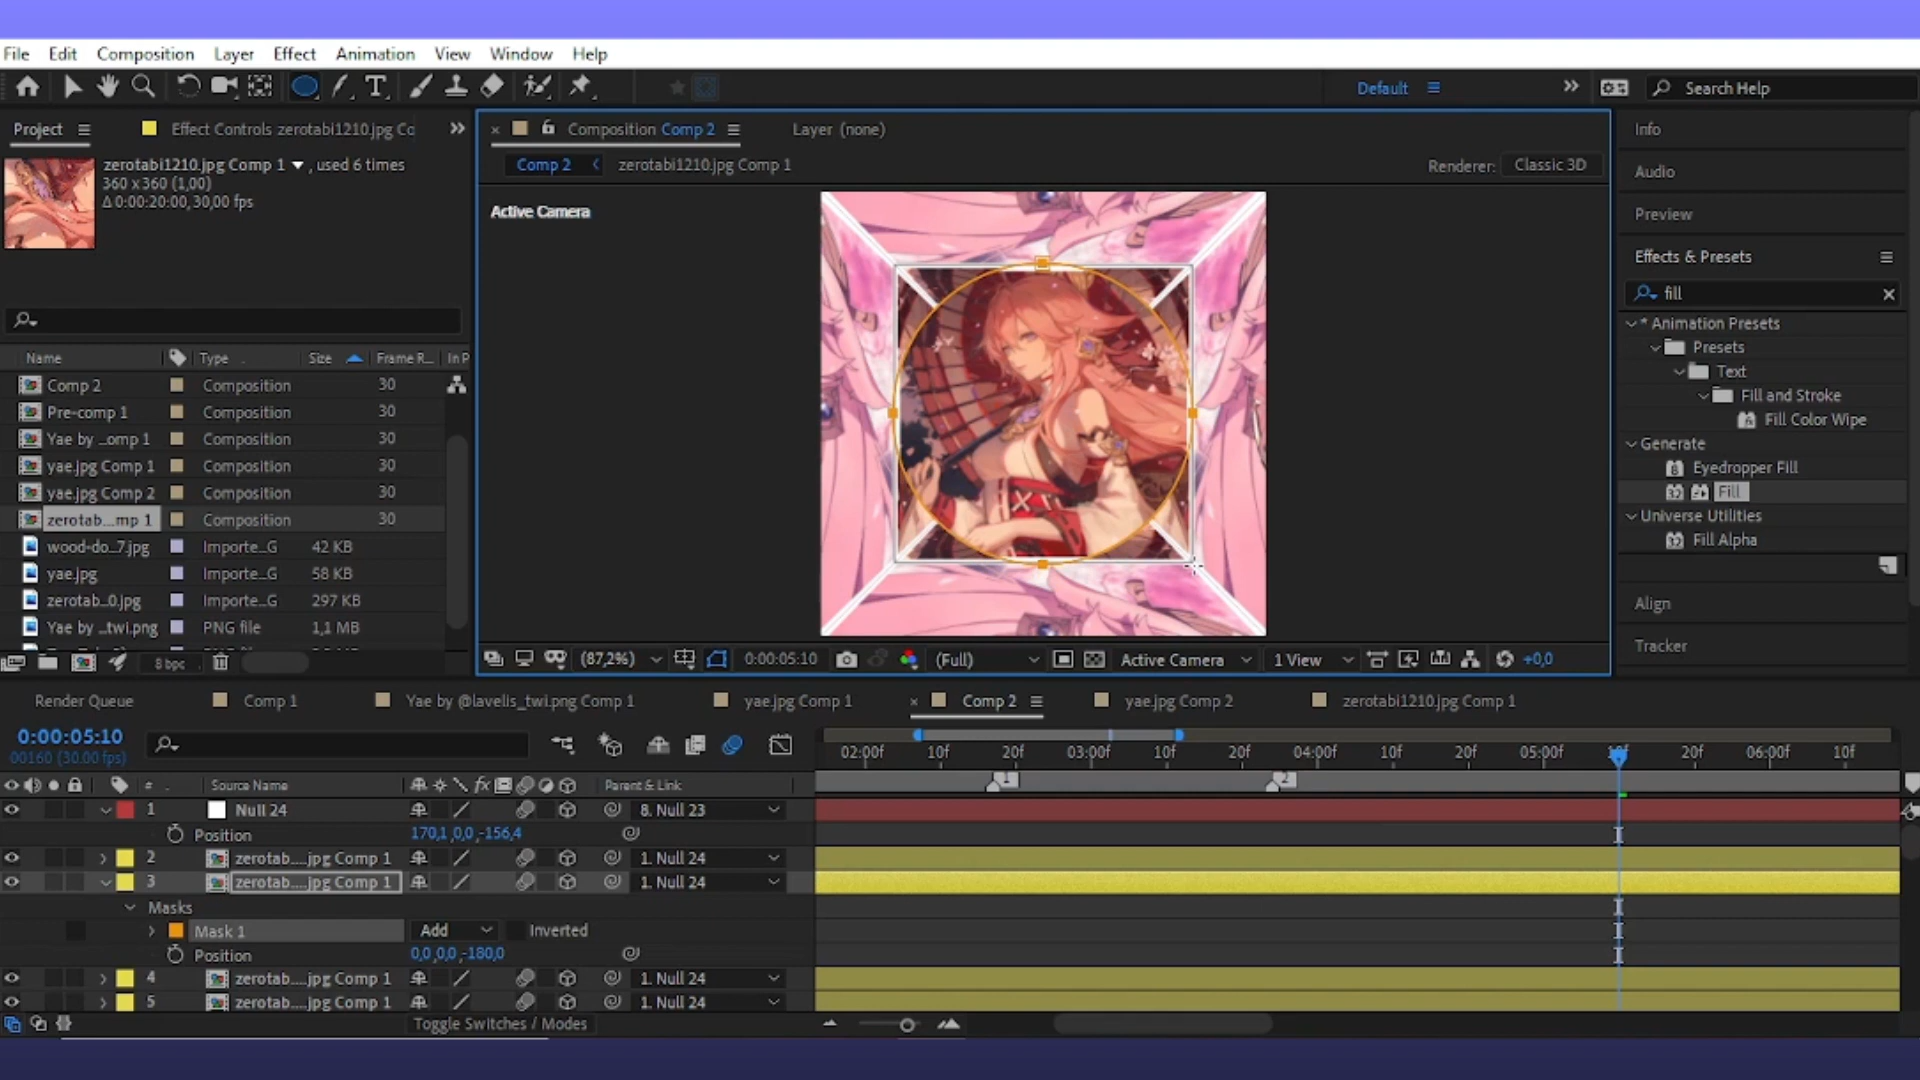 File Edit Composition Layer Effect Animation View Window Help
Default
Search Help
Project
Effect Controls zerotabi1210.jpg Co
zerotabi1210.jpg Comp 1 , used 6 times
360 x 360 (1,00)
Δ 0:00:20:00, 30,00 fps
Name Type Size Frame R... In P
Comp 2 Composition 30
Pre-comp 1 Composition 30
Yae by ...omp 1 Composition 30
yae.jpg Comp 1 Composition 30
yae.jpg Comp 2 Composition 30
zerotab...mp 1 Composition 30
wood-do...7.jpg Importe...G 42 KB
yae.jpg Importe...G 58 KB
zerotab...0.jpg Importe...G 297 KB
Yae by ...twi.png PNG file 1,1 MB
8 bpc
Composition Comp 2
Layer (none)
Comp 2 zerotabi1210.jpg Comp 1
Renderer: Classic 3D
Active Camera
(87,2%) 0:00:05:10 (Full) Active Camera 1 View +0,0
Info
Audio
Preview
Effects & Presets
fill
* Animation Presets
Presets
Text
Fill and Stroke
Fill Color Wipe
Generate
Eyedropper Fill
Fill
Universe Utilities
Fill Alpha
Align
Tracker
Render Queue Comp 1 Yae by @lavelis_twi.png Comp 1 yae.jpg Comp 1 Comp 2 yae.jpg Comp 2 zerotabi1210.jpg Comp 1
0:00:05:10
00160 (30.00 fps)
02:00f 10f 20f 03:00f 10f 20f 04:00f 10f 20f 05:00f 10f 20f 06:00f 10f
# Source Name fx Parent & Link
1 2
1 Null 24 8. Null 23
Position 170,1 ,0,0 ,-156,4
2 zerotab....jpg Comp 1 1. Null 24
3 zerotab....jpg Comp 1 1. Null 24
Masks
Mask 1 Add Inverted
Position 0,0 ,0,0 ,-180,0
4 zerotab....jpg Comp 1 1. Null 24
5 zerotab....jpg Comp 1 1. Null 24
Toggle Switches / Modes